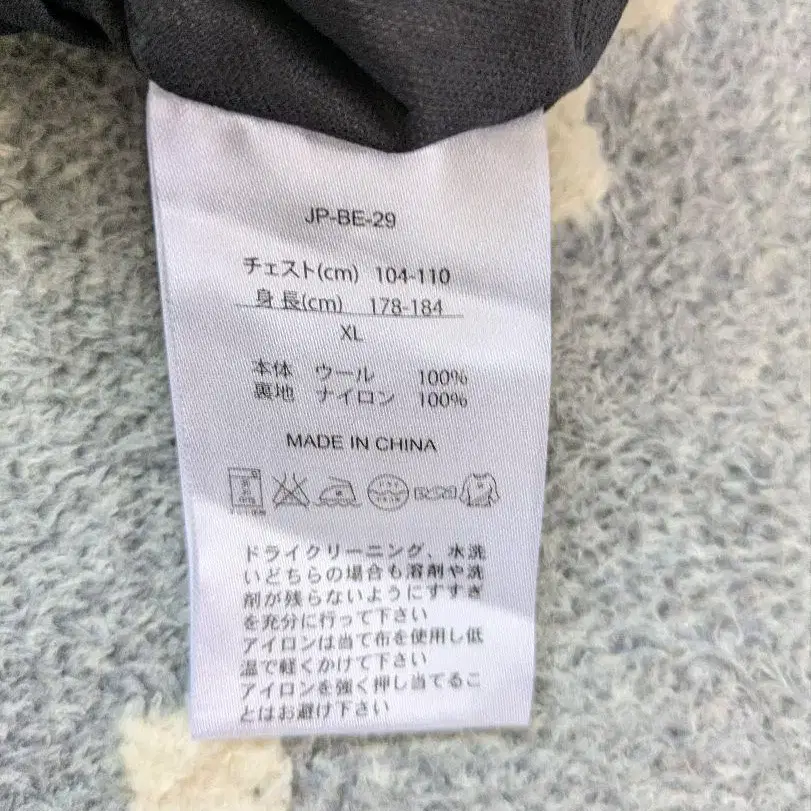 JP-BE-29
チェスト(cm) 104-110
身長(cm) 178-184
XL
本体 ウール 100%
裏地 ナイロン 100%
MADE IN CHINA
ドライクリーニング、水洗
いどちらの場合も溶剤や洗
剤が残らないようにすすぎ
を充分に行って下さい
アイロンは当て布を使用し低
温で軽くかけて下さい
アイロンを強く押し当てるこ
とはお避け下さい